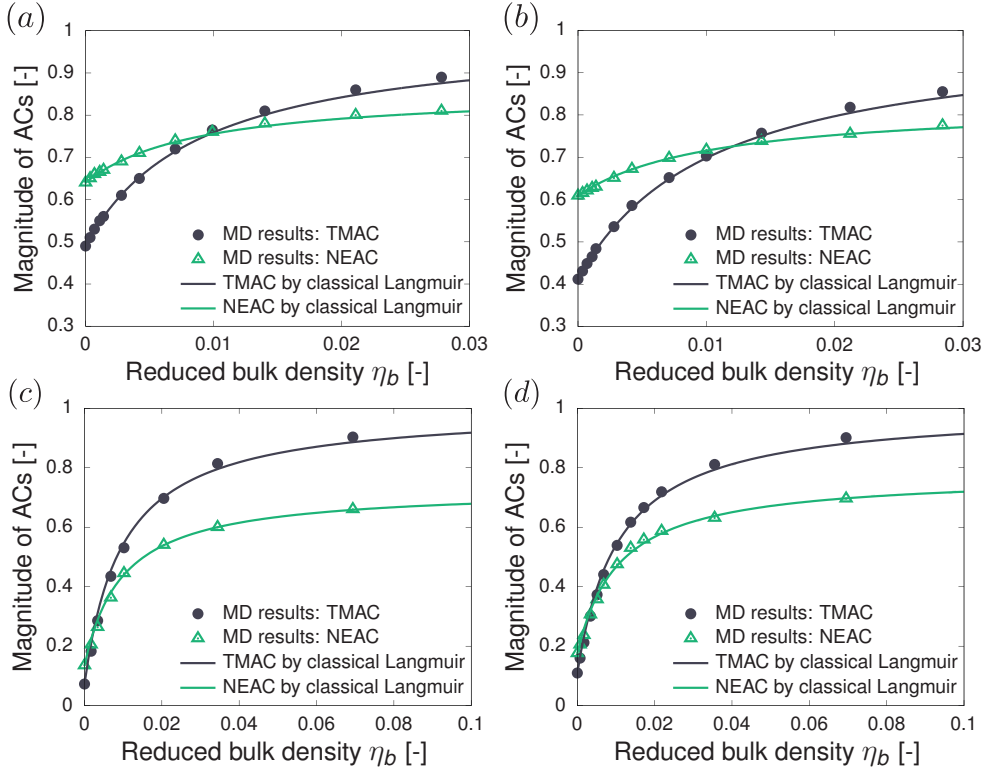 (a)
Magnitude of ACs [-]
1
0.9
0.8
0.7
0.6
0.5
0.4
0.3
MD results: TMAC
MD results: NEAC
TMAC by classical Langmuir
NEAC by classical Langmuir
0 0.01 0.02 0.03
Reduced bulk density η_b [-]
(b)
Magnitude of ACs [-]
1
0.9
0.8
0.7
0.6
0.5
0.4
0.3
MD results: TMAC
MD results: NEAC
TMAC by classical Langmuir
NEAC by classical Langmuir
0 0.01 0.02 0.03
Reduced bulk density η_b [-]
(c)
Magnitude of ACs [-]
1
0.8
0.6
0.4
0.2
0
MD results: TMAC
MD results: NEAC
TMAC by classical Langmuir
NEAC by classical Langmuir
0 0.02 0.04 0.06 0.08 0.1
Reduced bulk density η_b [-]
(d)
Magnitude of ACs [-]
1
0.8
0.6
0.4
0.2
0
MD results: TMAC
MD results: NEAC
TMAC by classical Langmuir
NEAC by classical Langmuir
0 0.02 0.04 0.06 0.08 0.1
Reduced bulk density η_b [-]